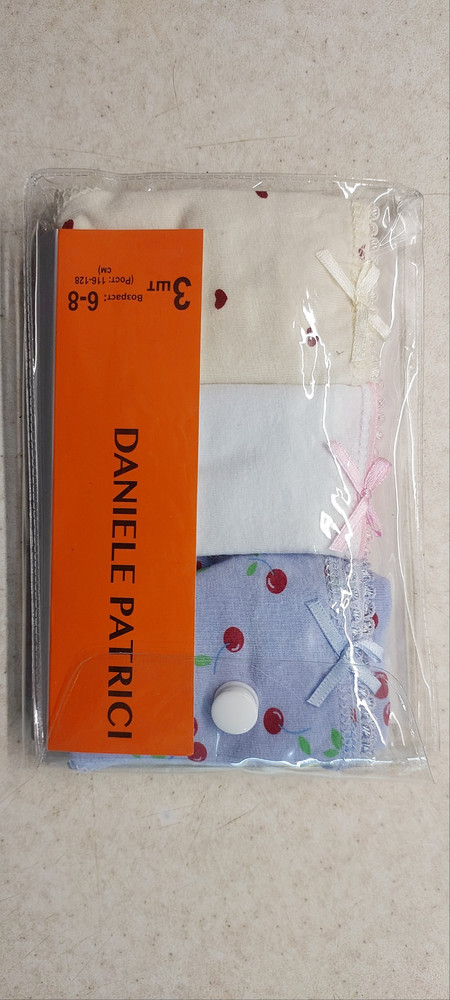 DANIELE PATRICI
3 шт
Возраст: 6-8
(Рост: 116-128
см)